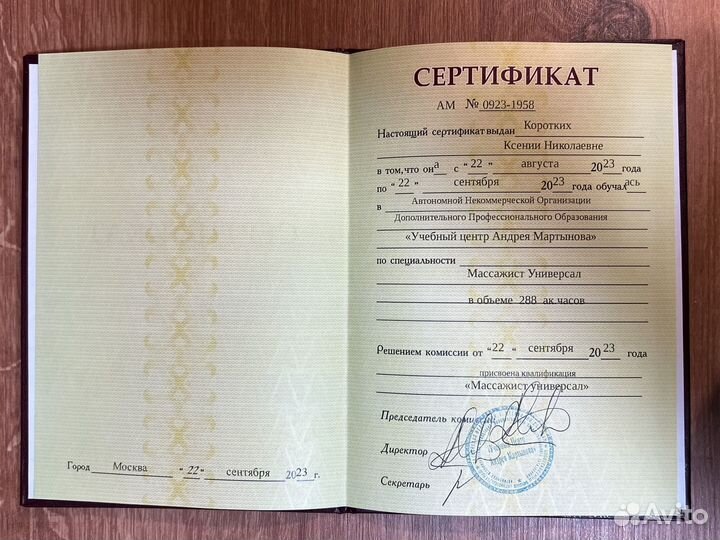 Город Москва "22" сентября 2023 г.
СЕРТИФИКАТ
АМ № 0923-1958
Настоящий сертификат выдан Коротких
Ксении Николаевне
в том, что она с "22" августа 2023 года
по "22" сентября 2023 года обучалась
в Автономной Некоммерческой Организации
Дополнительного Профессионального Образования
«Учебный центр Андрея Мартынова»
по специальности
Массажист Универсал
в объеме 288 ак.часов
Решением комиссии от "22" сентября 2023 года
присвоена квалификация
«Массажист универсал»
Председатель комиссии:
Директор
Секретарь
Андрея Мартынова»
Avito